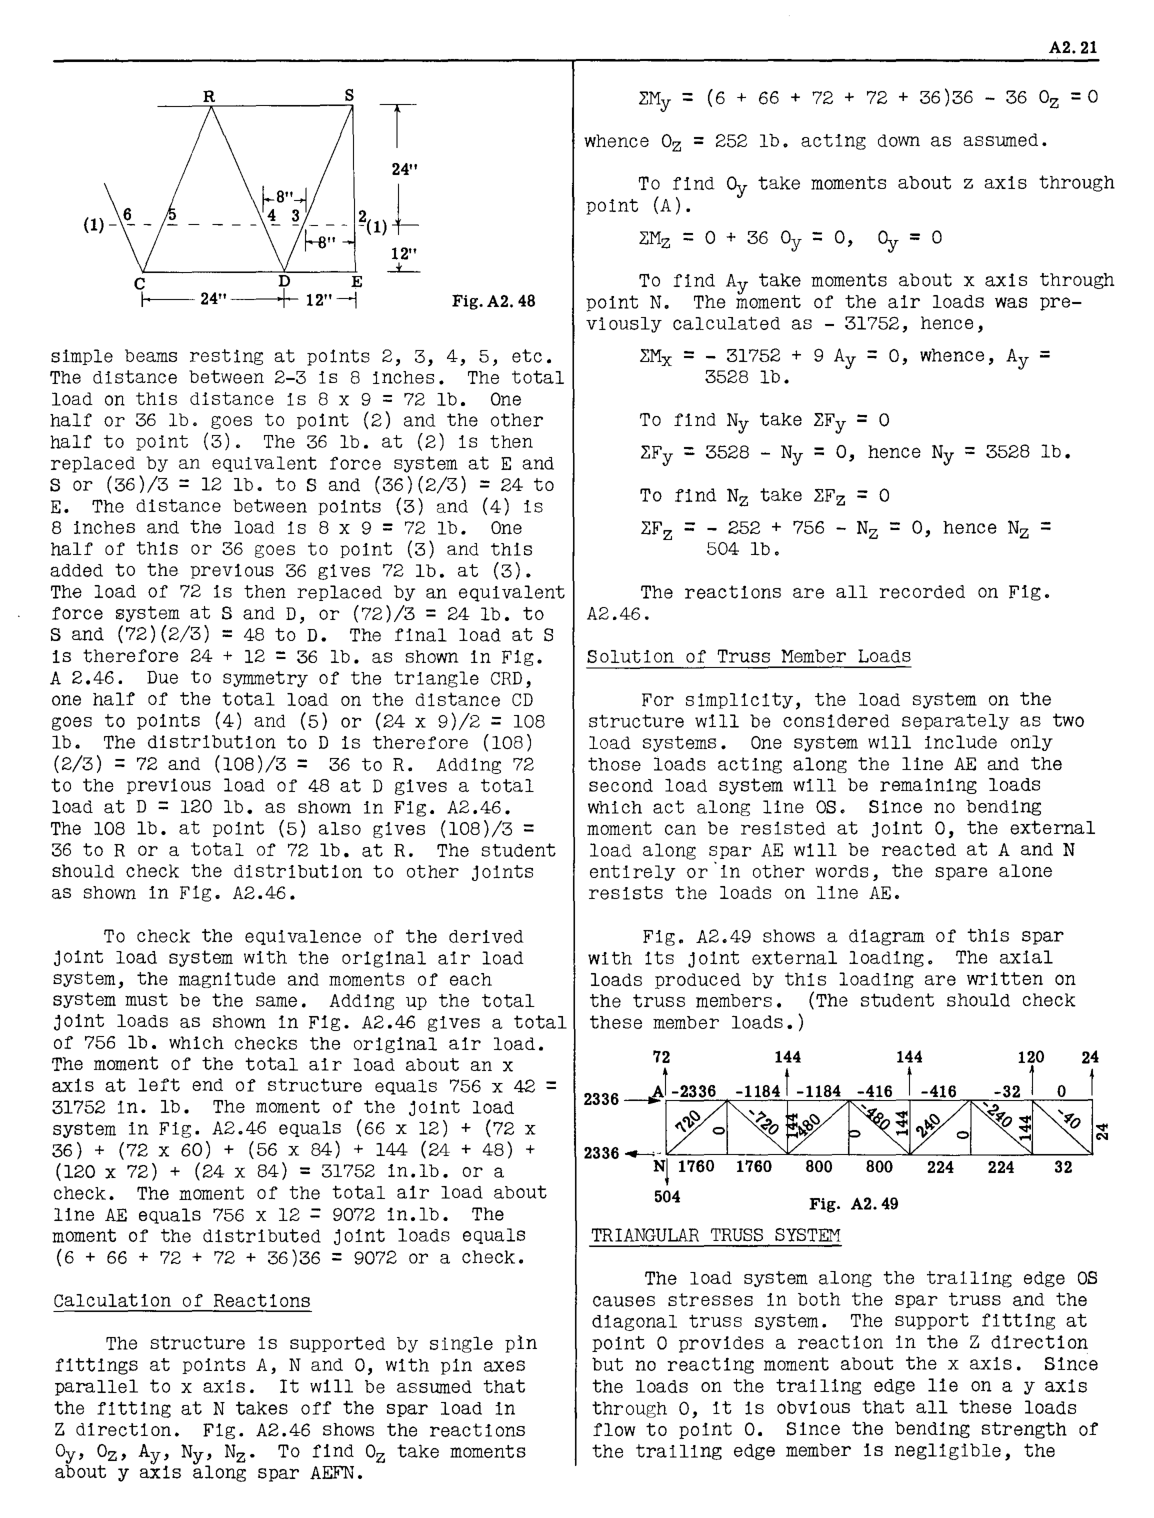 A2.21
R S
24"
8"
(1) 6 5 4 3 2 (1)
8"
12"
C D E
24" 12"
Fig. A2.48
simple beams resting at points 2, 3, 4, 5, etc.
The distance between 2-3 is 8 inches. The total
load on this distance is 8 x 9 = 72 lb. One
half or 36 lb. goes to point (2) and the other
half to point (3). The 36 lb. at (2) is then
replaced by an equivalent force system at E and
S or (36)/3 = 12 lb. to S and (36)(2/3) = 24 to
E. The distance between points (3) and (4) is
8 inches and the load is 8 x 9 = 72 lb. One
half of this or 36 goes to point (3) and this
added to the previous 36 gives 72 lb. at (3).
The load of 72 is then replaced by an equivalent
force system at S and D, or (72)/3 = 24 lb. to
S and (72)(2/3) = 48 to D. The final load at S
is therefore 24 + 12 = 36 lb. as shown in Fig.
A 2.46. Due to symmetry of the triangle CRD,
one half of the total load on the distance CD
goes to points (4) and (5) or (24 x 9)/2 = 108
lb. The distribution to D is therefore (108)
(2/3) = 72 and (108)/3 = 36 to R. Adding 72
to the previous load of 48 at D gives a total
load at D = 120 lb. as shown in Fig. A2.46.
The 108 lb. at point (5) also gives (108)/3 =
36 to R or a total of 72 lb. at R. The student
should check the distribution to other joints
as shown in Fig. A2.46.
To check the equivalence of the derived
joint load system with the original air load
system, the magnitude and moments of each
system must be the same. Adding up the total
joint loads as shown in Fig. A2.46 gives a total
of 756 lb. which checks the original air load.
The moment of the total air load about an x
axis at left end of structure equals 756 x 42 =
31752 in. lb. The moment of the joint load
system in Fig. A2.46 equals (66 x 12) + (72 x
36) + (72 x 60) + (56 x 84) + 144 (24 + 48) +
(120 x 72) + (24 x 84) = 31752 in.lb. or a
check. The moment of the total air load about
line AE equals 756 x 12 = 9072 in.lb. The
moment of the distributed joint loads equals
(6 + 66 + 72 + 72 + 36)36 = 9072 or a check.
Calculation of Reactions
The structure is supported by single pin
fittings at points A, N and O, with pin axes
parallel to x axis. It will be assumed that
the fitting at N takes off the spar load in
Z direction. Fig. A2.46 shows the reactions
Oy, Oz, Ay, Ny, Nz. To find Oz take moments
about y axis along spar AEFN.
ΣMy = (6 + 66 + 72 + 72 + 36)36 - 36 Oz = 0
whence Oz = 252 lb. acting down as assumed.
To find Oy take moments about z axis through
point (A).
ΣMz = 0 + 36 Oy = 0, Oy = 0
To find Ay take moments about x axis through
point N. The moment of the air loads was pre-
viously calculated as - 31752, hence,
ΣMx = - 31752 + 9 Ay = 0, whence, Ay =
3528 lb.
To find Ny take ΣFy = 0
ΣFy = 3528 - Ny = 0, hence Ny = 3528 lb.
To find Nz take ΣFz = 0
ΣFz = - 252 + 756 - Nz = 0, hence Nz =
504 lb.
The reactions are all recorded on Fig.
A2.46.
Solution of Truss Member Loads
For simplicity, the load system on the
structure will be considered separately as two
load systems. One system will include only
those loads acting along the line AE and the
second load system will be remaining loads
which act along line OS. Since no bending
moment can be resisted at joint O, the external
load along spar AE will be reacted at A and N
entirely or in other words, the spare alone
resists the loads on line AE.
Fig. A2.49 shows a diagram of this spar
with its joint external loading. The axial
loads produced by this loading are written on
the truss members. (The student should check
these member loads.)
72 144 144 120 24
2336 A -2336 -1184 -1184 -416 -416 -32 0
720 0 -720 144 480 0 -480 144 240 0 -240 144 -40 24
2336 N 1760 1760 800 800 224 224 32
504
Fig. A2.49
TRIANGULAR TRUSS SYSTEM
The load system along the trailing edge OS
causes stresses in both the spar truss and the
diagonal truss system. The support fitting at
point O provides a reaction in the Z direction
but no reacting moment about the x axis. Since
the loads on the trailing edge lie on a y axis
through O, it is obvious that all these loads
flow to point O. Since the bending strength of
the trailing edge member is negligible, the